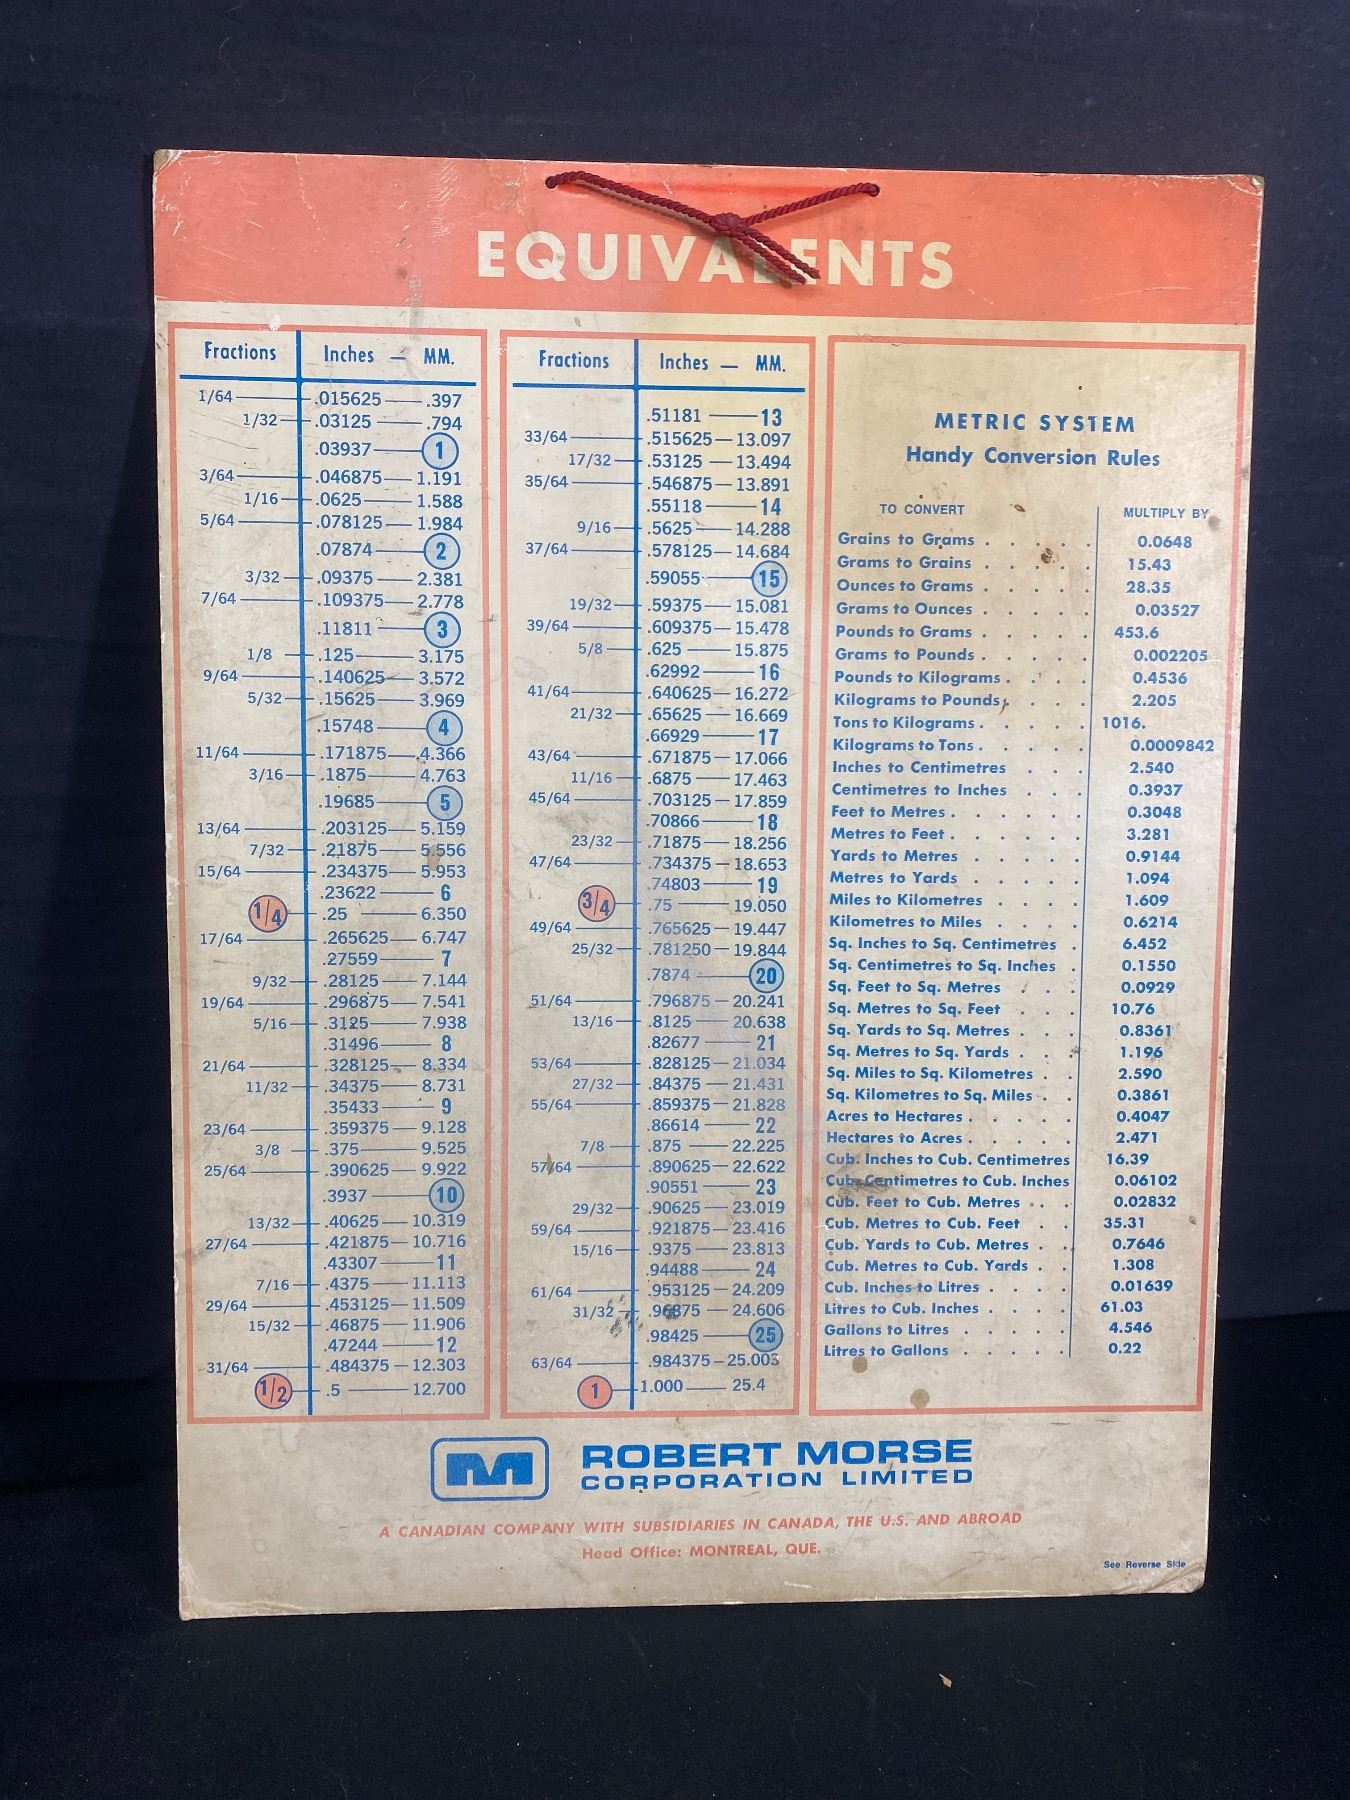 EQUIVALENTS
Fractions Inches — MM.
1/64 .015625 .397
1/32 .03125 .794
.03937 1
3/64 .046875 1.191
1/16 .0625 1.588
5/64 .078125 1.984
.07874 2
3/32 .09375 2.381
7/64 .109375 2.778
.11811 3
1/8 .125 3.175
9/64 .140625 3.572
5/32 .15625 3.969
.15748 4
11/64 .171875 4.366
3/16 .1875 4.763
.19685 5
13/64 .203125 5.159
7/32 .21875 5.556
15/64 .234375 5.953
.23622 6
1/4 .25 6.350
17/64 .265625 6.747
.27559 7
9/32 .28125 7.144
19/64 .296875 7.541
5/16 .3125 7.938
.31496 8
21/64 .328125 8.334
11/32 .34375 8.731
.35433 9
23/64 .359375 9.128
3/8 .375 9.525
25/64 .390625 9.922
.3937 10
13/32 .40625 10.319
27/64 .421875 10.716
.43307 11
7/16 .4375 11.113
29/64 .453125 11.509
15/32 .46875 11.906
.47244 12
31/64 .484375 12.303
1/2 .5 12.700
Fractions Inches — MM.
.51181 13
33/64 .515625 13.097
17/32 .53125 13.494
35/64 .546875 13.891
.55118 14
9/16 .5625 14.288
37/64 .578125 14.684
.59055 15
19/32 .59375 15.081
39/64 .609375 15.478
5/8 .625 15.875
.62992 16
41/64 .640625 16.272
21/32 .65625 16.669
.66929 17
43/64 .671875 17.066
11/16 .6875 17.463
45/64 .703125 17.859
.70866 18
23/32 .71875 18.256
47/64 .734375 18.653
.74803 19
3/4 .75 19.050
49/64 .765625 19.447
25/32 .781250 19.844
.7874 20
51/64 .796875 20.241
13/16 .8125 20.638
.82677 21
53/64 .828125 21.034
27/32 .84375 21.431
55/64 .859375 21.828
.86614 22
7/8 .875 22.225
57/64 .890625 22.622
.90551 23
29/32 .90625 23.019
59/64 .921875 23.416
15/16 .9375 23.813
.94488 24
61/64 .953125 24.209
31/32 .96875 24.606
.98425 25
63/64 .984375 25.003
1 1.000 25.4
METRIC SYSTEM
Handy Conversion Rules
TO CONVERT MULTIPLY BY
Grains to Grams . . . . . 0.0648
Grams to Grains . . . . . 15.43
Ounces to Grams . . . . . 28.35
Grams to Ounces . . . . . 0.03527
Pounds to Grams . . . . . 453.6
Grams to Pounds . . . . . 0.002205
Pounds to Kilograms . . . . 0.4536
Kilograms to Pounds . . . . 2.205
Tons to Kilograms . . . . . 1016.
Kilograms to Tons . . . . . 0.0009842
Inches to Centimetres . . . 2.540
Centimetres to Inches . . . 0.3937
Feet to Metres . . . . . . 0.3048
Metres to Feet . . . . . . 3.281
Yards to Metres . . . . . 0.9144
Metres to Yards . . . . . 1.094
Miles to Kilometres . . . . 1.609
Kilometres to Miles . . . . 0.6214
Sq. Inches to Sq. Centimetres . 6.452
Sq. Centimetres to Sq. Inches . 0.1550
Sq. Feet to Sq. Metres . . . 0.0929
Sq. Metres to Sq. Feet . . . 10.76
Sq. Yards to Sq. Metres . . . 0.8361
Sq. Metres to Sq. Yards . . . 1.196
Sq. Miles to Sq. Kilometres . . 2.590
Sq. Kilometres to Sq. Miles . . 0.3861
Acres to Hectares . . . . . 0.4047
Hectares to Acres . . . . . 2.471
Cub. Inches to Cub. Centimetres 16.39
Cub. Centimetres to Cub. Inches 0.06102
Cub. Feet to Cub. Metres . . 0.02832
Cub. Metres to Cub. Feet . . 35.31
Cub. Yards to Cub. Metres . . 0.7646
Cub. Metres to Cub. Yards . . 1.308
Cub. Inches to Litres . . . . 0.01639
Litres to Cub. Inches . . . . 61.03
Gallons to Litres . . . . . 4.546
Litres to Gallons . . . . . 0.22
ROBERT MORSE
CORPORATION LIMITED
A CANADIAN COMPANY WITH SUBSIDIARIES IN CANADA, THE U.S. AND ABROAD
Head Office: MONTREAL, QUE.
See Reverse Side